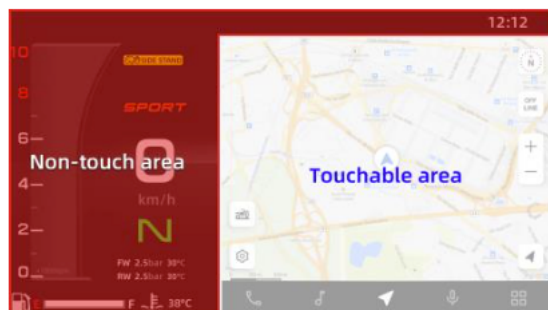 12:12
10
SIDE STAND
8
SPORT
N
OFF
LINE
6
Non-touch area
0
Touchable area
4
km/h
2
N
FW 2.5bar 30°C
RW 2.5bar 30°C
0
E F 38°C